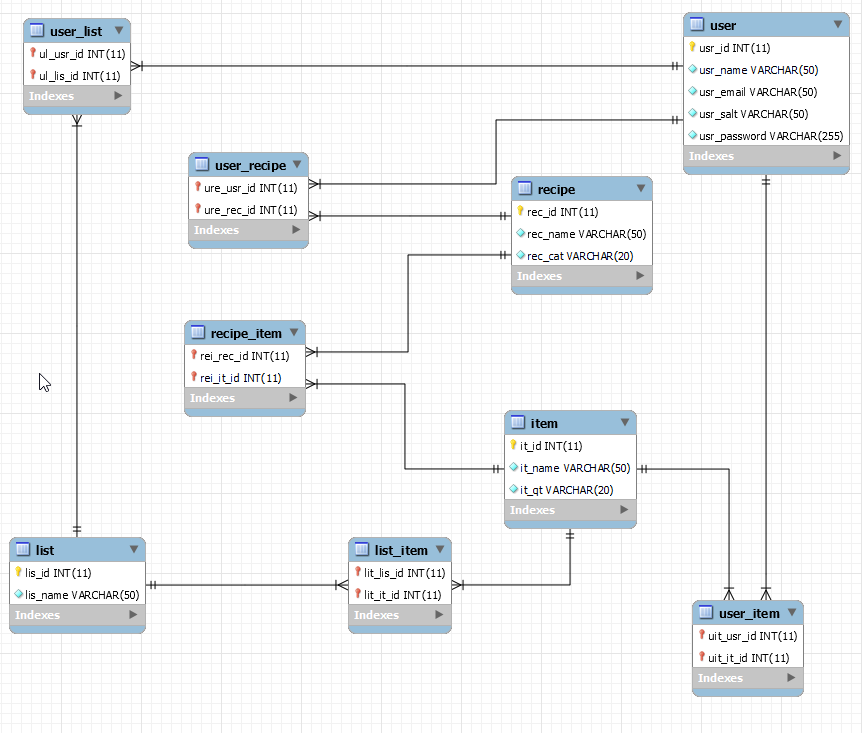 user_list
ul_usr_id INT(11)
ul_lis_id INT(11)
Indexes
user
usr_id INT(11)
usr_name VARCHAR(50)
usr_email VARCHAR(50)
usr_salt VARCHAR(50)
usr_password VARCHAR(255)
Indexes
user_recipe
ure_usr_id INT(11)
ure_rec_id INT(11)
Indexes
recipe
rec_id INT(11)
rec_name VARCHAR(50)
rec_cat VARCHAR(20)
Indexes
recipe_item
rei_rec_id INT(11)
rei_it_id INT(11)
Indexes
item
it_id INT(11)
it_name VARCHAR(50)
it_qt VARCHAR(20)
Indexes
list
lis_id INT(11)
lis_name VARCHAR(50)
Indexes
list_item
lit_lis_id INT(11)
lit_it_id INT(11)
Indexes
user_item
uit_usr_id INT(11)
uit_it_id INT(11)
Indexes